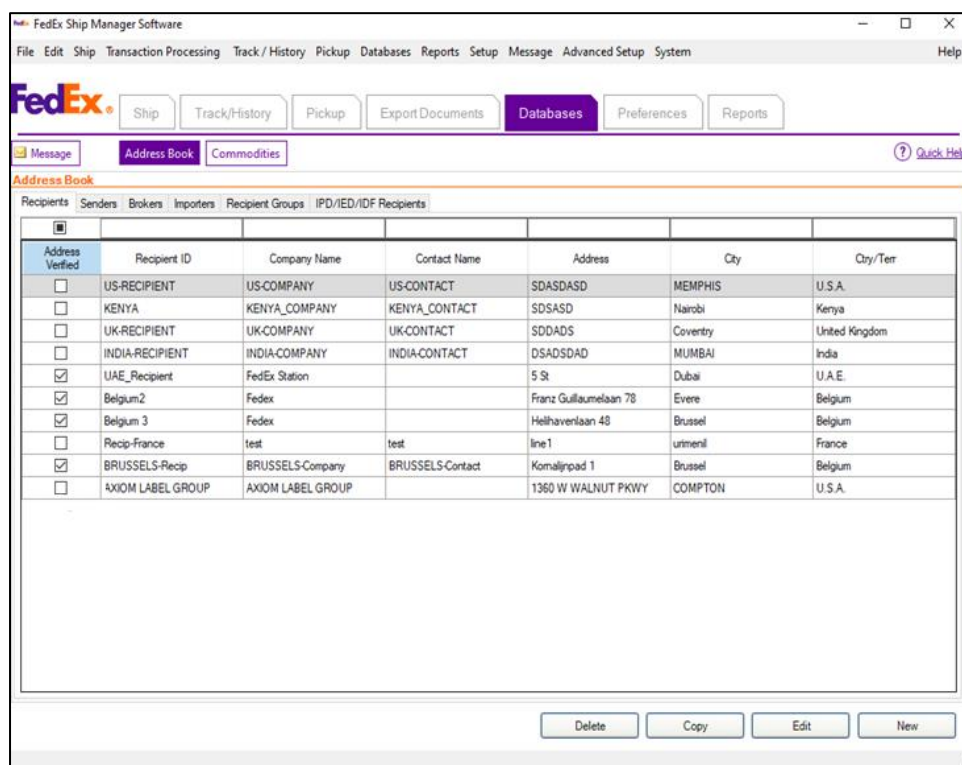 FedEx FedEx Ship Manager Software
File Edit Ship Transaction Processing Track / History Pickup Databases Reports Setup Message Advanced Setup System Help
FedEx® Ship Track/History Pickup Export Documents Databases Preferences Reports
Message Address Book Commodities ? Quick Hel
Address Book
Recipients Senders Brokers Importers Recipient Groups IPD/IED/IDF Recipients
Address Verified Recipient ID Company Name Contact Name Address City Ctry/Terr
US-RECIPIENT US-COMPANY US-CONTACT SDASDASD MEMPHIS U.S.A.
KENYA KENYA_COMPANY KENYA_CONTACT SDSASD Nairobi Kenya
UK-RECIPIENT UK-COMPANY UK-CONTACT SDDADS Coventry United Kingdom
INDIA-RECIPIENT INDIA-COMPANY INDIA-CONTACT DSADSDAD MUMBAI India
UAE_Recipient FedEx Station 5 St Dubai U.A.E.
Belgium2 Fedex Franz Guillaumelaan 78 Evere Belgium
Belgium 3 Fedex Helihavenlaan 48 Brussel Belgium
Recip-France test test line1 urimenil France
BRUSSELS-Recip BRUSSELS-Company BRUSSELS-Contact Komalijnpad 1 Brussel Belgium
AXIOM LABEL GROUP AXIOM LABEL GROUP 1360 W WALNUT PKWY COMPTON U.S.A.
Delete Copy Edit New